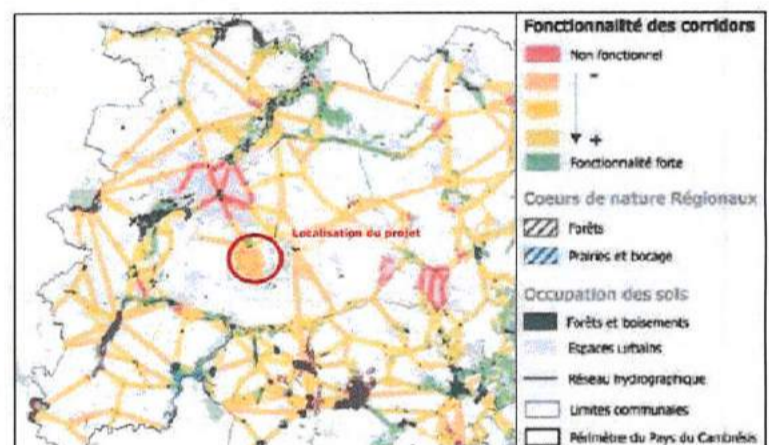 Fonctionnalité des corridors
Non fonctionnel
-
+
Fonctionnalité forte
Coeurs de nature Régionaux
Forêts
Prairies et bocage
Occupation des sols
Forêts et boisements
Espaces urbains
Réseau hydrographique
Limites communales
Périmètre du Pays du Cambrésis
Localisation du projet